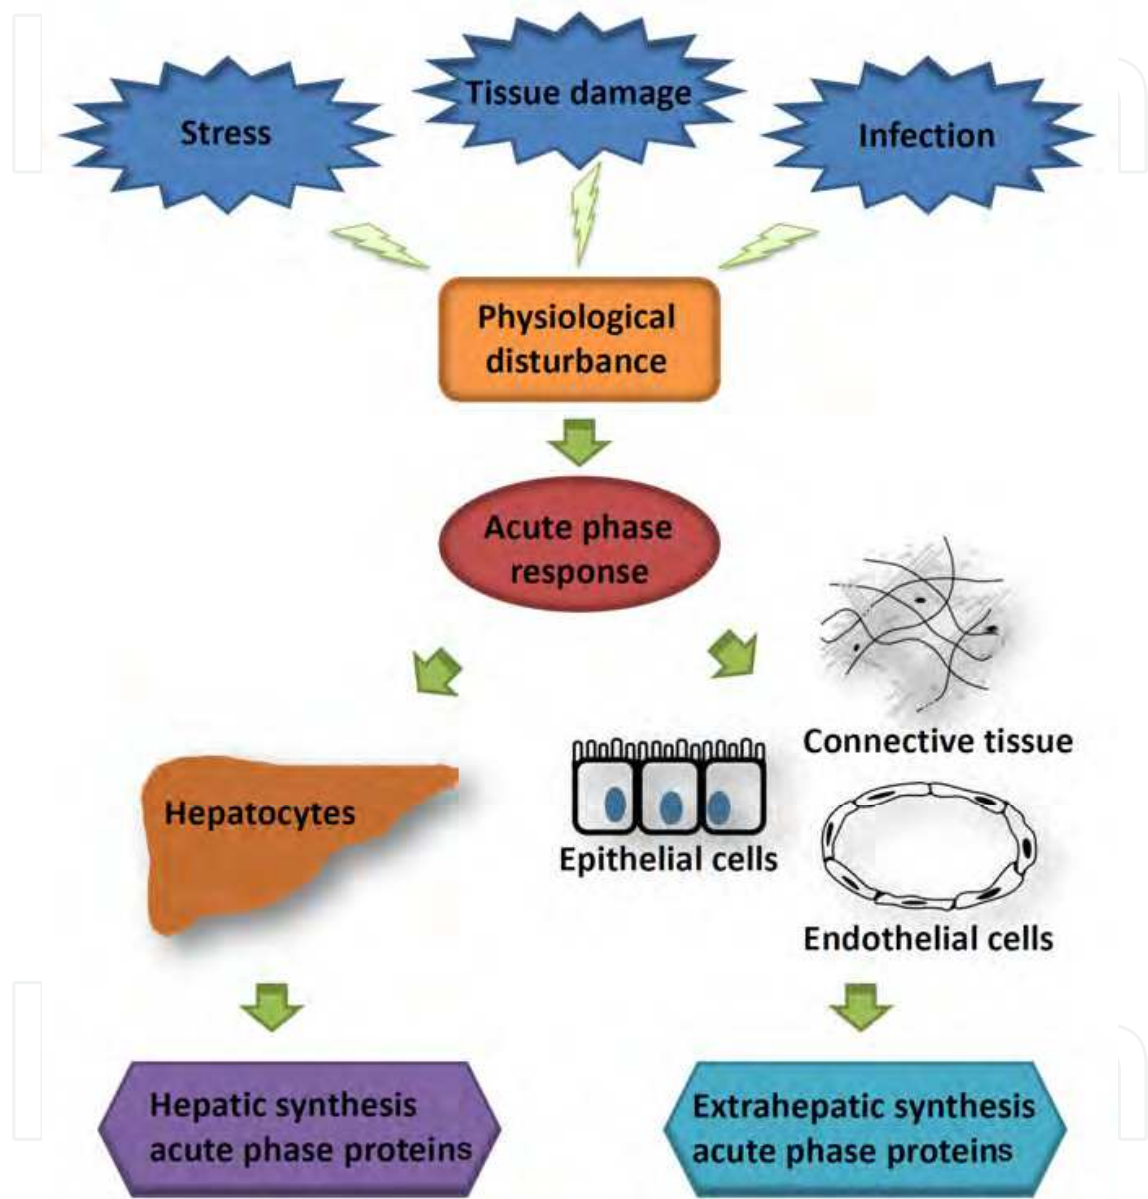 Stress
Tissue damage
Infection
Physiological
disturbance
Acute phase
response
Connective tissue
Hepatocytes
Epithelial cells
Endothelial cells
Hepatic synthesis
acute phase proteins
Extrahepatic synthesis
acute phase proteins